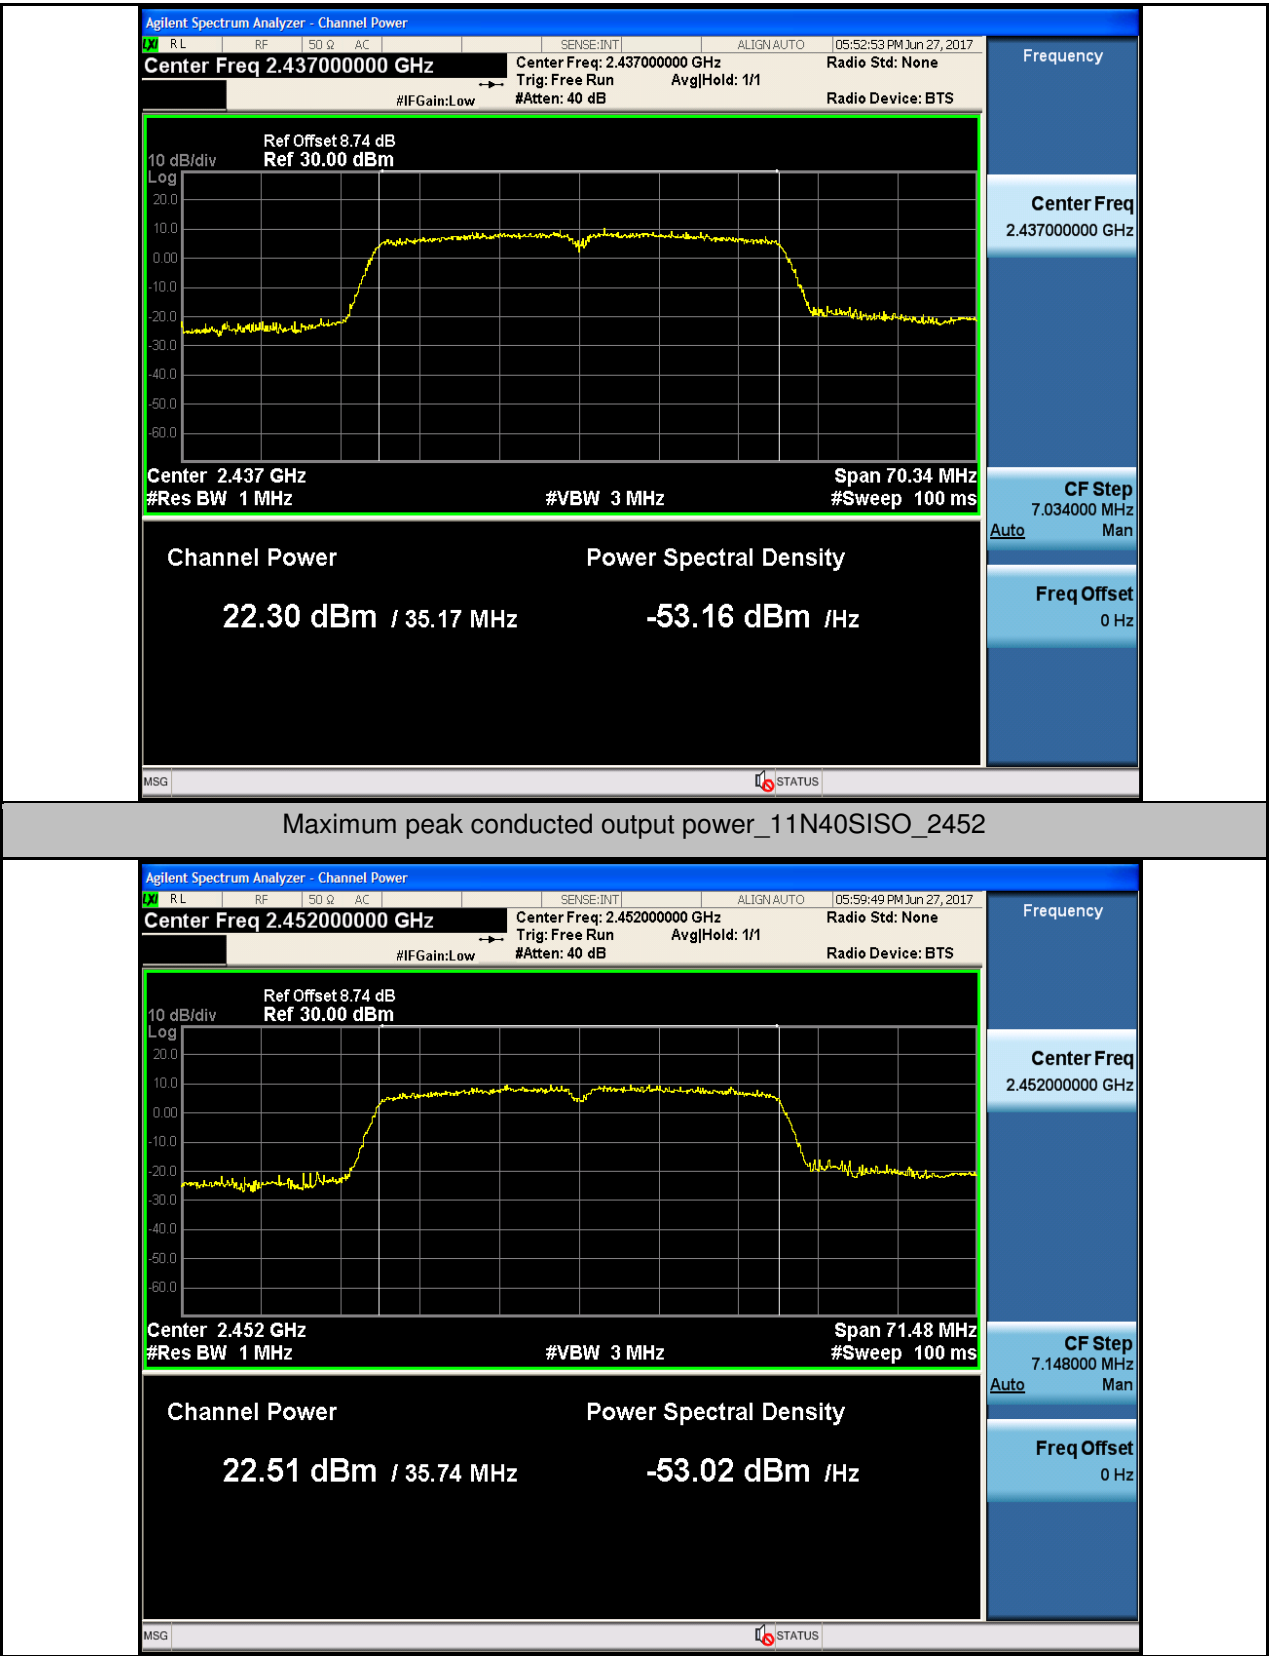 Agilent Spectrum Analyzer - Channel Power
LXI RL RF 50 Ω AC SENSE:INT ALIGN AUTO 05:52:53 PM Jun 27, 2017
Center Freq 2.437000000 GHz
Center Freq: 2.437000000 GHz Radio Std: None
Trig: Free Run Avg|Hold: 1/1
#IFGain:Low #Atten: 40 dB Radio Device: BTS
Frequency
Ref Offset 8.74 dB
10 dB/div Ref 30.00 dBm
Log
20.0
10.0
0.00
-10.0
-20.0
-30.0
-40.0
-50.0
-60.0
Center 2.437 GHz Span 70.34 MHz
#Res BW 1 MHz #VBW 3 MHz #Sweep 100 ms
Center Freq
2.437000000 GHz
CF Step
7.034000 MHz
Auto Man
Freq Offset
0 Hz
Channel Power Power Spectral Density
22.30 dBm / 35.17 MHz -53.16 dBm /Hz
MSG STATUS
Maximum peak conducted output power_11N40SISO_2452
Agilent Spectrum Analyzer - Channel Power
LXI RL RF 50 Ω AC SENSE:INT ALIGN AUTO 05:59:49 PM Jun 27, 2017
Center Freq 2.452000000 GHz
Center Freq: 2.452000000 GHz Radio Std: None
Trig: Free Run Avg|Hold: 1/1
#IFGain:Low #Atten: 40 dB Radio Device: BTS
Frequency
Ref Offset 8.74 dB
10 dB/div Ref 30.00 dBm
Log
20.0
10.0
0.00
-10.0
-20.0
-30.0
-40.0
-50.0
-60.0
Center 2.452 GHz Span 71.48 MHz
#Res BW 1 MHz #VBW 3 MHz #Sweep 100 ms
Center Freq
2.452000000 GHz
CF Step
7.148000 MHz
Auto Man
Freq Offset
0 Hz
Channel Power Power Spectral Density
22.51 dBm / 35.74 MHz -53.02 dBm /Hz
MSG STATUS